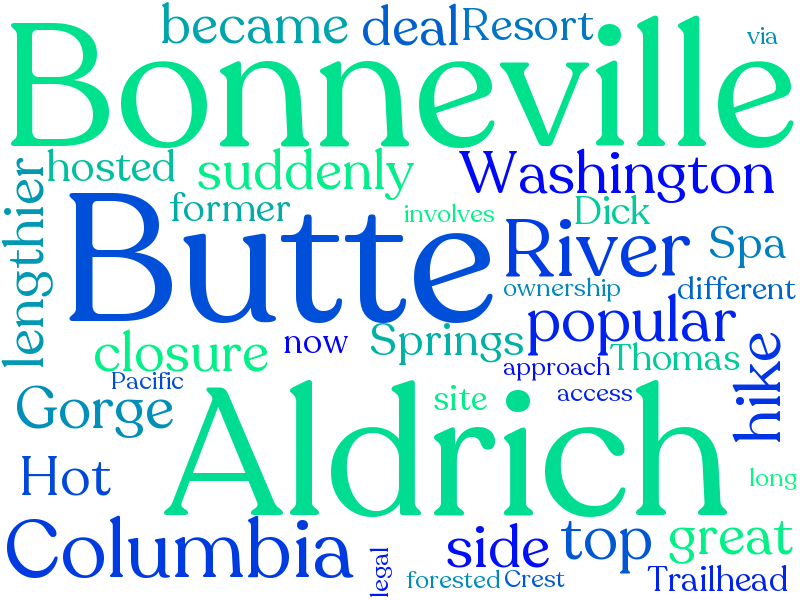 became deal Resort via
Bonneville
hosted suddenly Washington
lengthier
former involves Dick
Butte River Spa
ownership different
popular
closure now Springs
approach Thomas
Pacific access
hike
Gorge site
Aldrich
Hot long
Columbia side top great
legal
forested Crest Trailhead